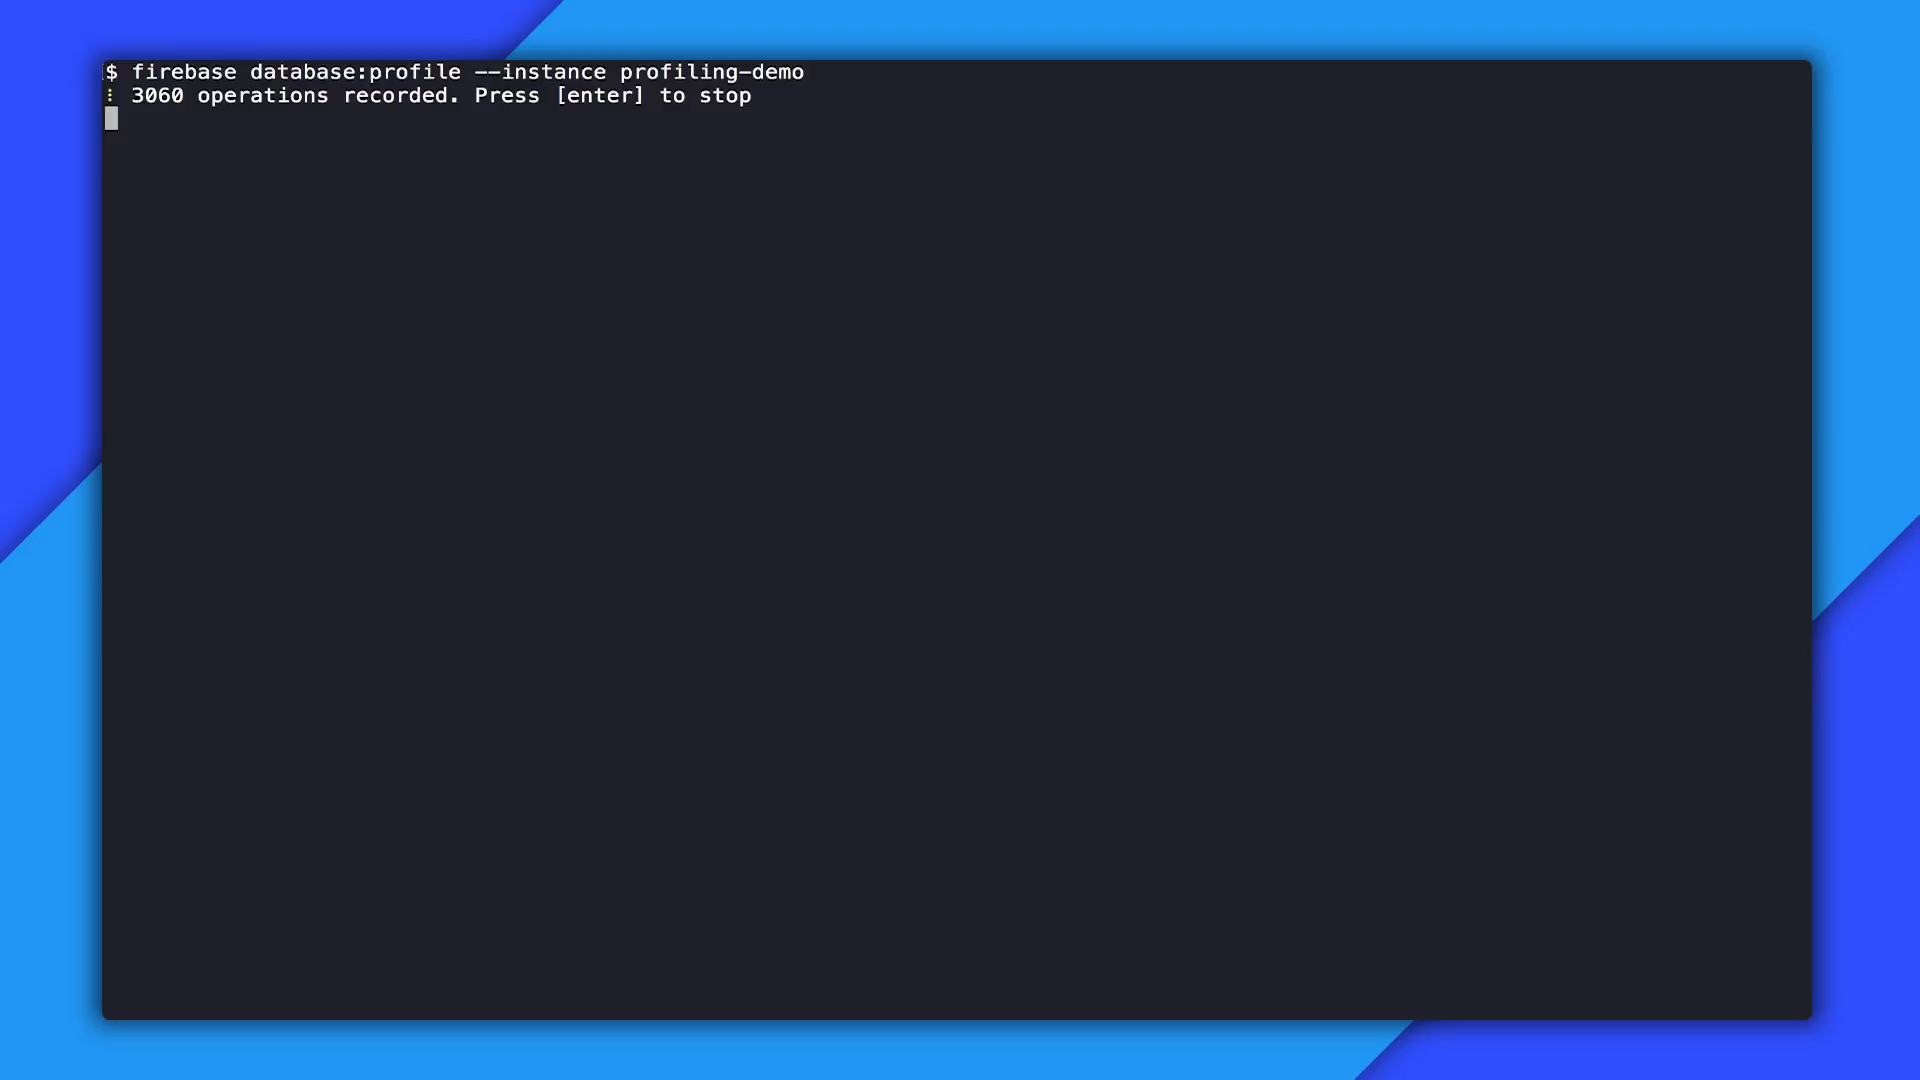 $ firebase database:profile --instance profiling-demo
⋮ 3060 operations recorded. Press [enter] to stop